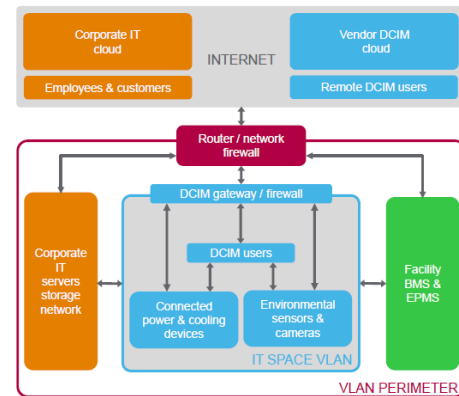 Corporate IT
cloud
Employees & customers
INTERNET
Vendor DCIM
cloud
Remote DCIM users
Router / network
firewall
DCIM gateway / firewall
DCIM users
Corporate
IT
servers
storage
network
Connected
power & cooling
devices
Environmental
sensors &
cameras
Facility
BMS &
EPMS
IT SPACE VLAN
VLAN PERIMETER